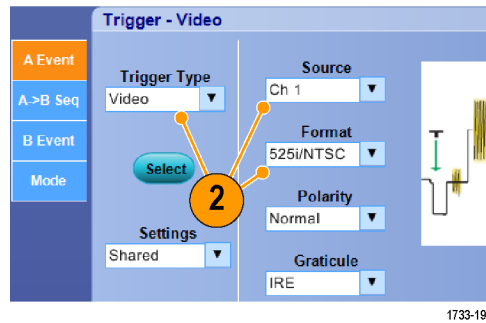 Trigger - Video
A Event
A->B Seq
B Event
Mode
Trigger Type
Video
Select
Settings
Shared
2
Source
Ch 1
Format
525i/NTSC
Polarity
Normal
Graticule
IRE
T
1733-19